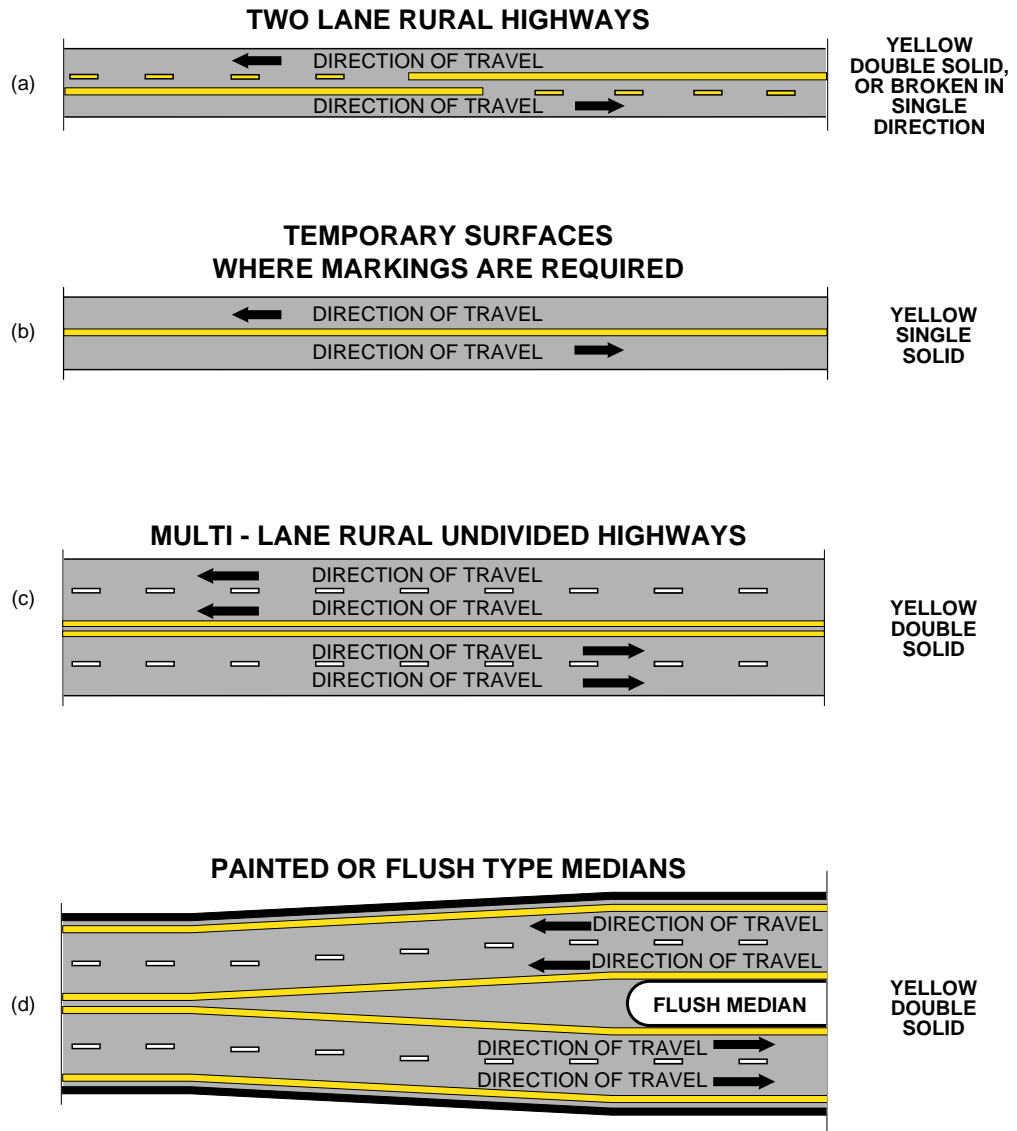 TWO LANE RURAL HIGHWAYS
(a)
DIRECTION OF TRAVEL
DIRECTION OF TRAVEL
YELLOW
DOUBLE SOLID,
OR BROKEN IN
SINGLE
DIRECTION
TEMPORARY SURFACES
WHERE MARKINGS ARE REQUIRED
(b)
DIRECTION OF TRAVEL
DIRECTION OF TRAVEL
YELLOW
SINGLE
SOLID
MULTI - LANE RURAL UNDIVIDED HIGHWAYS
(c)
DIRECTION OF TRAVEL
DIRECTION OF TRAVEL
DIRECTION OF TRAVEL
DIRECTION OF TRAVEL
YELLOW
DOUBLE
SOLID
PAINTED OR FLUSH TYPE MEDIANS
(d)
DIRECTION OF TRAVEL
DIRECTION OF TRAVEL
FLUSH MEDIAN
DIRECTION OF TRAVEL
DIRECTION OF TRAVEL
YELLOW
DOUBLE
SOLID